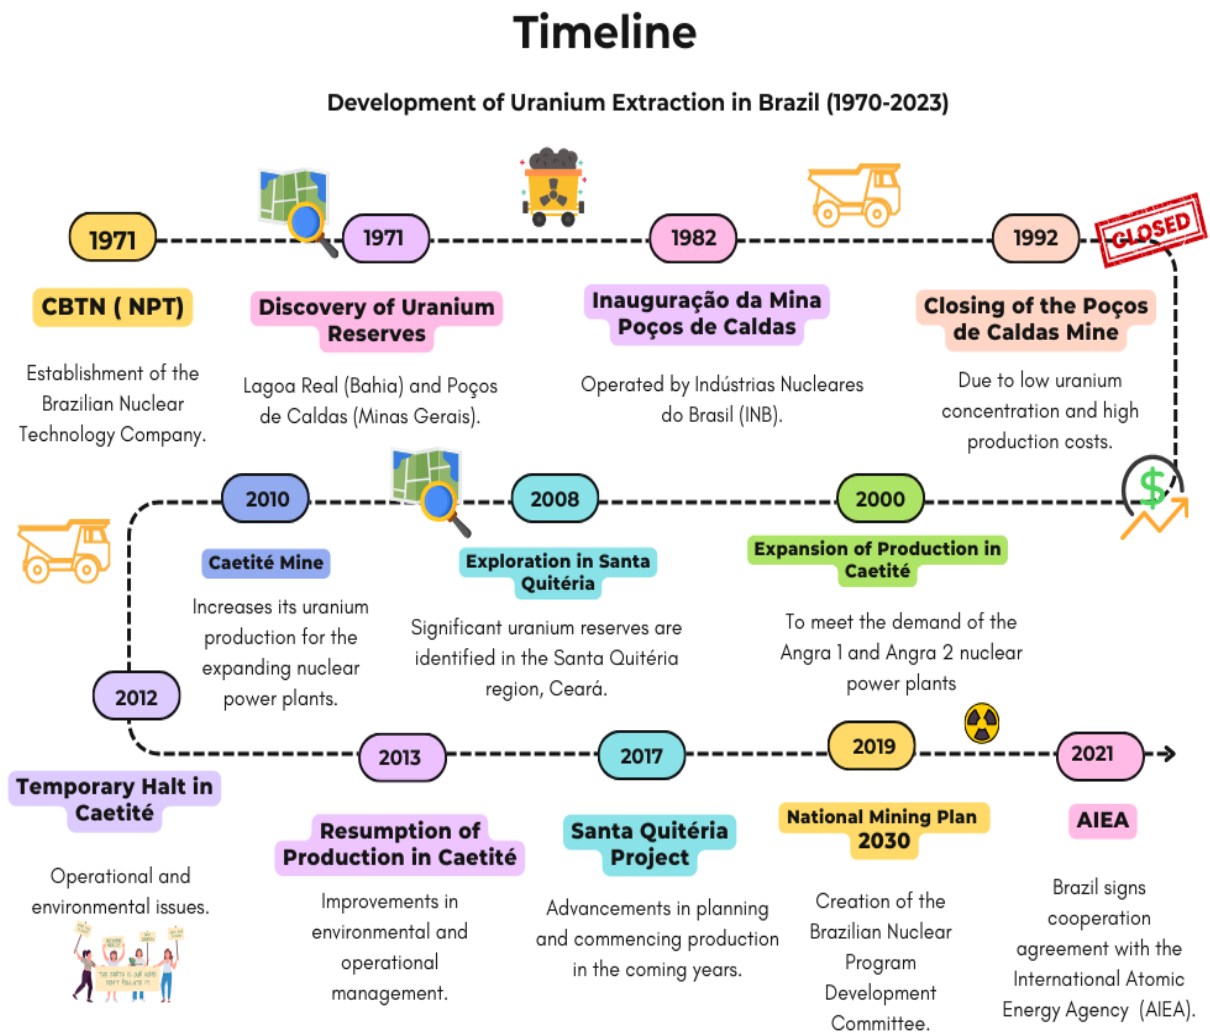 Timeline
Development of Uranium Extraction in Brazil (1970-2023)
1971
CBTN ( NPT)
Establishment of the
Brazilian Nuclear
Technology Company.
1971
Discovery of Uranium
Reserves
Lagoa Real (Bahia) and Poços
de Caldas (Minas Gerais).
1982
Inauguração da Mina
Poços de Caldas
Operated by Indústrias Nucleares
do Brasil (INB).
1992
Closing of the Poços
de Caldas Mine
Due to low uranium
concentration and high
production costs.
CLOSED
$
2000
Expansion of Production in
Caetité
To meet the demand of the
Angra 1 and Angra 2 nuclear
power plants
2008
Exploration in Santa
Quitéria
Significant uranium reserves are
identified in the Santa Quitéria
region, Ceará.
2010
Caetité Mine
Increases its uranium
production for the
expanding nuclear
power plants.
2012
Temporary Halt in
Caetité
Operational and
environmental issues.
2013
Resumption of
Production in Caetité
Improvements in
environmental and
operational
management.
2017
Santa Quitéria
Project
Advancements in planning
and commencing production
in the coming years.
2019
National Mining Plan
2030
Creation of the
Brazilian Nuclear
Program
Development
Committee.
2021
AIEA
Brazil signs
cooperation
agreement with the
International Atomic
Energy Agency (AIEA).